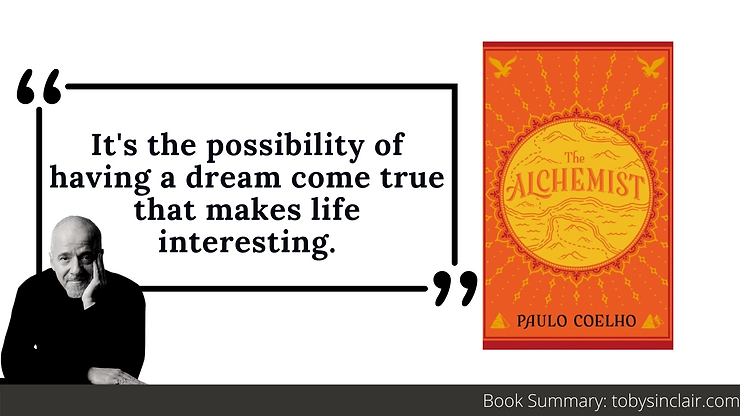 “
It's the possibility of
having a dream come true
that makes life
interesting.
”
The
ALCHEMIST
PAULO COELHO
Book Summary: tobysinclair.com